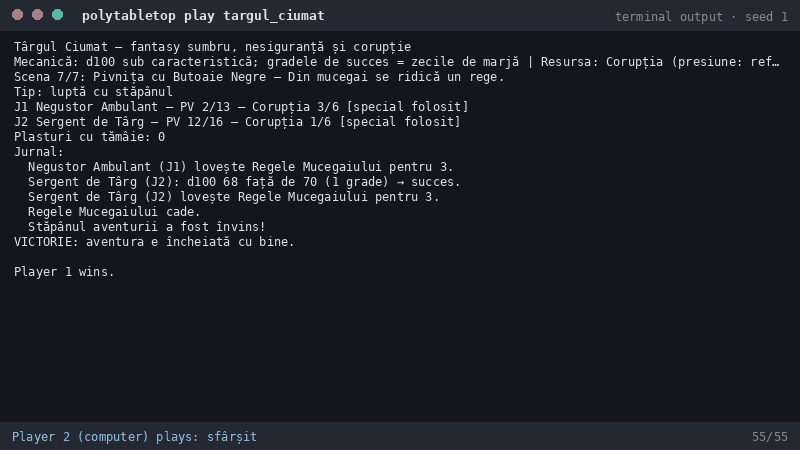 polytabletop play targul_ciumat
terminal output · seed 1
Târgul Ciumat — fantasy sumbru, nesiguranță și corupție
Mecanică: d100 sub caracteristică; gradele de succes = zecile de marjă | Resursa: Corupția (presiune: ref…
Scena 7/7: Pivnița cu Butoaie Negre — Din mucegai se ridică un rege.
Tip: luptă cu stăpânul
J1 Negustor Ambulant — PV 2/13 — Corupția 3/6 [special folosit]
J2 Sergent de Târg — PV 12/16 — Corupția 1/6 [special folosit]
Plasturi cu tămâie: 0
Jurnal:
Negustor Ambulant (J1) lovește Regele Mucegaiului pentru 3.
Sergent de Târg (J2): d100 68 față de 70 (1 grade) → succes.
Sergent de Târg (J2) lovește Regele Mucegaiului pentru 3.
Regele Mucegaiului cade.
Stăpânul aventurii a fost învins!
VICTORIE: aventura e încheiată cu bine.
Player 1 wins.
Player 2 (computer) plays: sfârșit
55/55